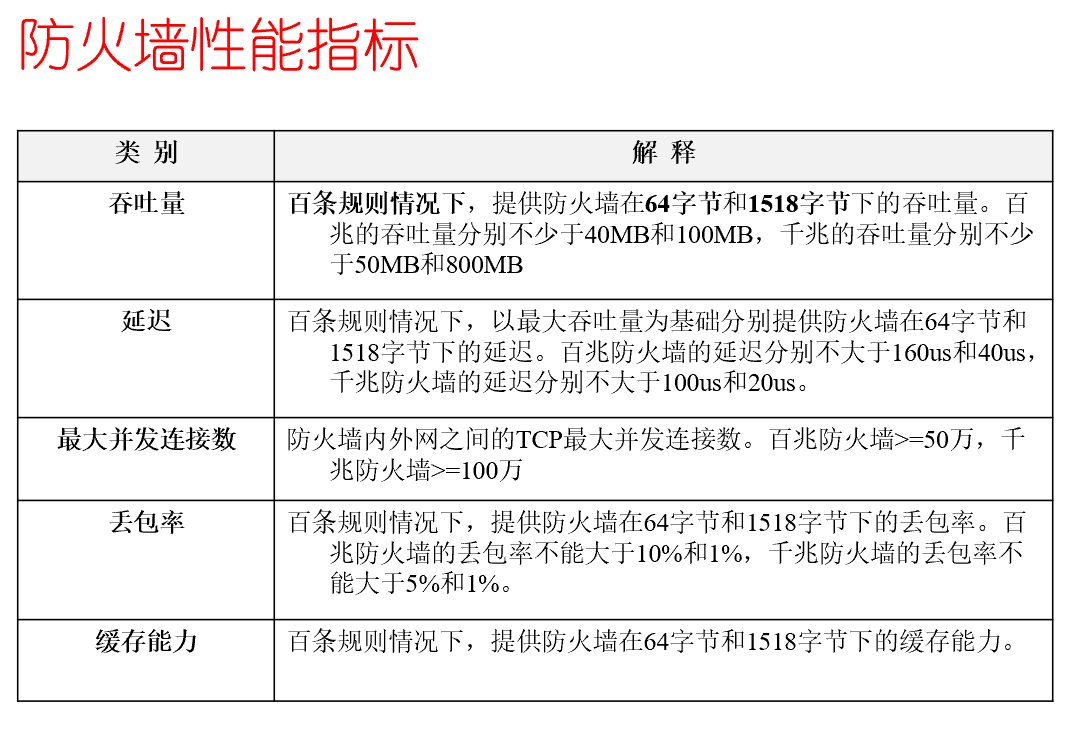 防火墙性能指标
类 别
解 释
吞吐量
百条规则情况下，提供防火墙在64字节和1518字节下的吞吐量。百
兆的吞吐量分别不少于40MB和100MB，千兆的吞吐量分别不少
于50MB和800MB
延迟
百条规则情况下，以最大吞吐量为基础分别提供防火墙在64字节和
1518字节下的延迟。百兆防火墙的延迟分别不大于160us和40us，
千兆防火墙的延迟分别不大于100us和20us。
最大并发连接数
防火墙内外网之间的TCP最大并发连接数。百兆防火墙>=50万，千
兆防火墙>=100万
丢包率
百条规则情况下，提供防火墙在64字节和1518字节下的丢包率。百
兆防火墙的丢包率不能大于10%和1%，千兆防火墙的丢包率不
能大于5%和1%。
缓存能力
百条规则情况下，提供防火墙在64字节和1518字节下的缓存能力。